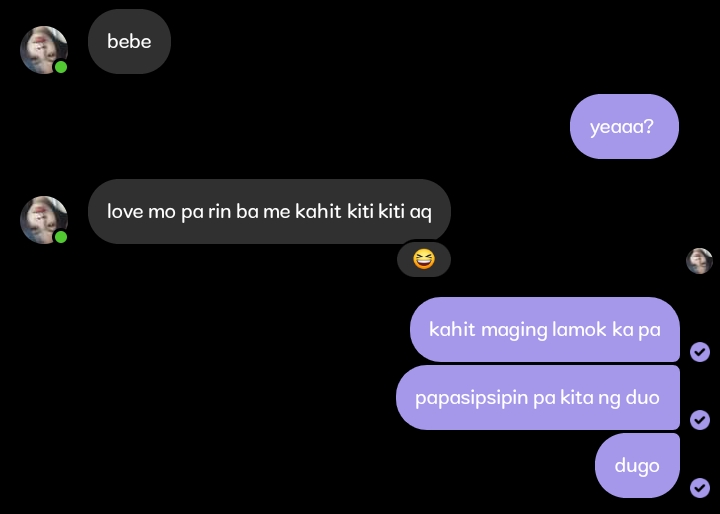 bebe
yeaaa?
love mo pa rin ba me kahit kiti kiti aq
kahit maging lamok ka pa
papasipsipin pa kita ng duo
dugo